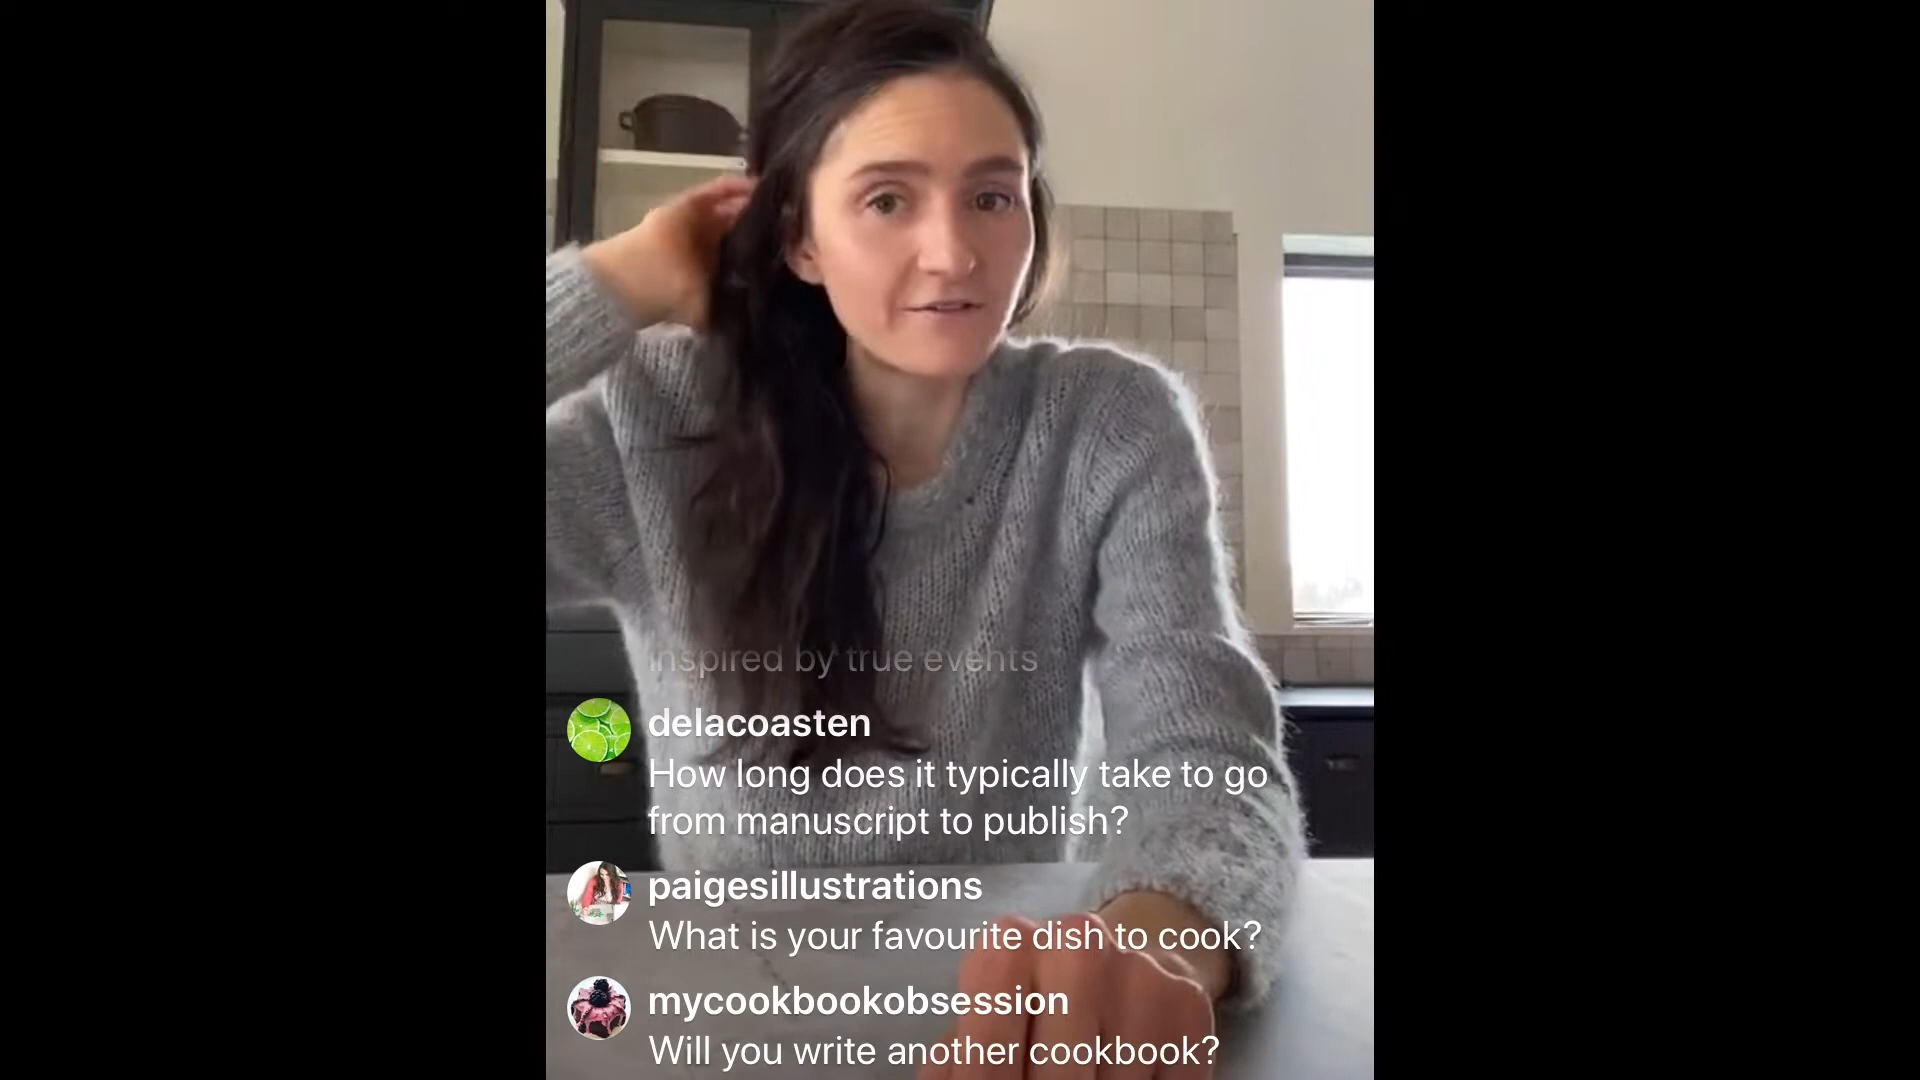 inspired by true events
delacoasten
How long does it typically take to go
from manuscript to publish?
paigesillustrations
What is your favourite dish to cook?
mycookbookobsession
Will you write another cookbook?